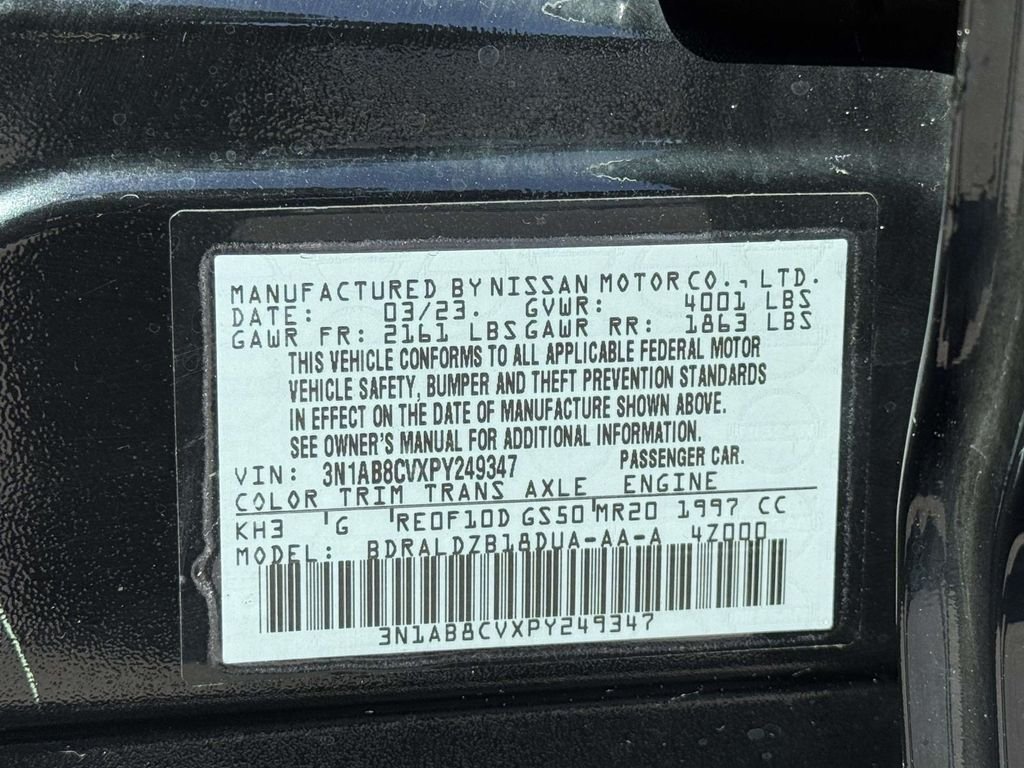 MANUFACTURED BY NISSAN MOTOR CO., LTD.
DATE: 03/23. GVWR: 4001 LBS
GAWR FR: 2161 LBS GAWR RR: 1863 LBS
THIS VEHICLE CONFORMS TO ALL APPLICABLE FEDERAL MOTOR
VEHICLE SAFETY, BUMPER AND THEFT PREVENTION STANDARDS
IN EFFECT ON THE DATE OF MANUFACTURE SHOWN ABOVE.
SEE OWNER'S MANUAL FOR ADDITIONAL INFORMATION.
VIN: 3N1AB8CVXPY249347 PASSENGER CAR.
COLOR TRIM TRANS AXLE ENGINE
KH3 'G 'RE0F10D GS50'MR20 1997 CC
MODEL: BDRALDZB18DUA-AA-A 4Z000
3N1AB8CVXPY249347